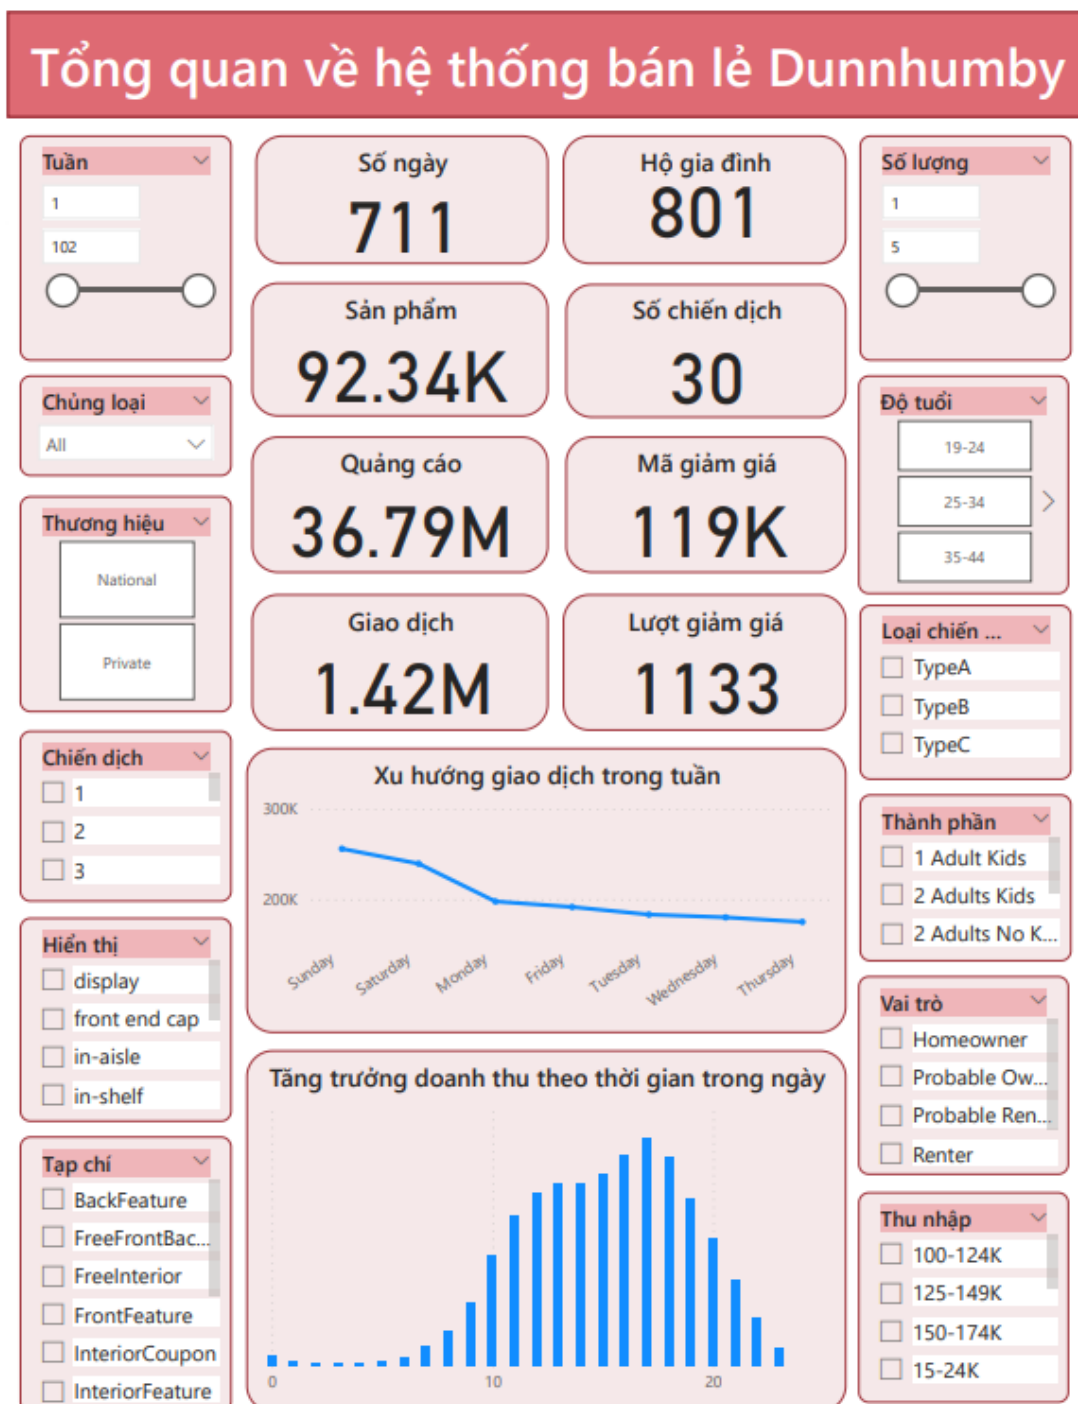 Tổng quan về hệ thống bán lẻ Dunnhumby
Tuần
1
102
Chủng loại
All
Thương hiệu
National
Private
Chiến dịch
1
2
3
Hiển thị
display
front end cap
in-aisle
in-shelf
Tạp chí
BackFeature
FreeFrontBac...
FreeInterior
FrontFeature
InteriorCoupon
InteriorFeature
Số ngày
711
Hộ gia đình
801
Sản phẩm
92.34K
Số chiến dịch
30
Quảng cáo
36.79M
Mã giảm giá
119K
Giao dịch
1.42M
Lượt giảm giá
1133
Xu hướng giao dịch trong tuần
300K
200K
Sunday
Saturday
Monday
Friday
Tuesday
Wednesday
Thursday
Tăng trưởng doanh thu theo thời gian trong ngày
0
10
20
Số lượng
1
5
Độ tuổi
19-24
25-34
35-44
Loại chiến ...
TypeA
TypeB
TypeC
Thành phần
1 Adult Kids
2 Adults Kids
2 Adults No K...
Vai trò
Homeowner
Probable Ow...
Probable Ren...
Renter
Thu nhập
100-124K
125-149K
150-174K
15-24K